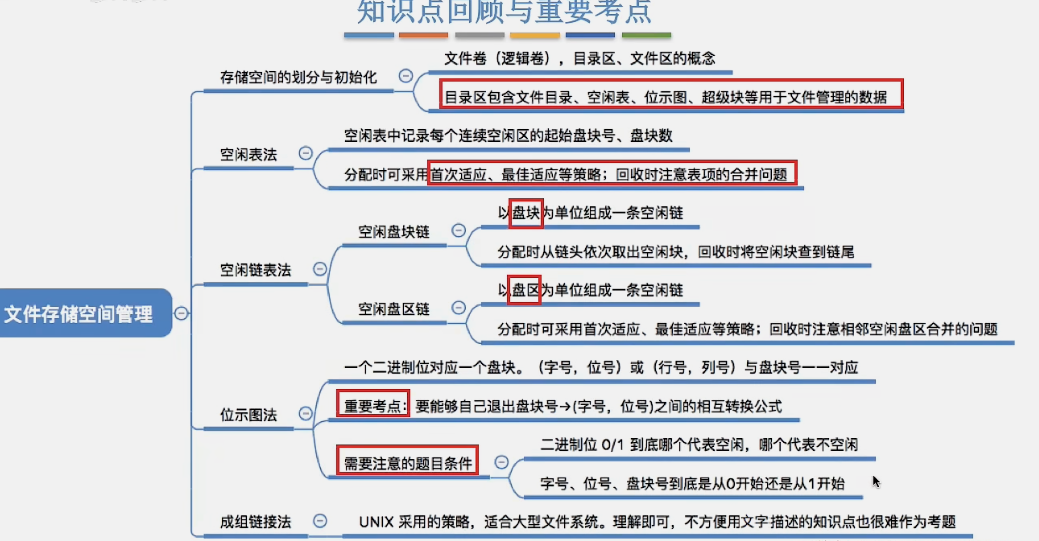 知识点回顾与重要考点
存储空间的划分与初始化
文件卷（逻辑卷），目录区、文件区的概念
目录区包含文件目录、空闲表、位示图、超级块等用于文件管理的数据
空闲表法
空闲表中记录每个连续空闲区的起始盘块号、盘块数
分配时可采用首次适应、最佳适应等策略；回收时注意表项的合并问题
文件存储空间管理
空闲链表法
空闲盘块链
以盘块为单位组成一条空闲链
分配时从链头依次取出空闲块，回收时将空闲块查到链尾
空闲盘区链
以盘区为单位组成一条空闲链
分配时可采用首次适应、最佳适应等策略；回收时注意相邻空闲盘区合并的问题
位示图法
一个二进制位对应一个盘块。（字号，位号）或（行号，列号）与盘块号一一对应
重要考点：要能够自己退出盘块号→(字号，位号)之间的相互转换公式
需要注意的题目条件
二进制位 0/1 到底哪个代表空闲，哪个代表不空闲
字号、位号、盘块号到底是从0开始还是从1开始
成组链接法
UNIX 采用的策略，适合大型文件系统。理解即可，不方便用文字描述的知识点也很难作为考题